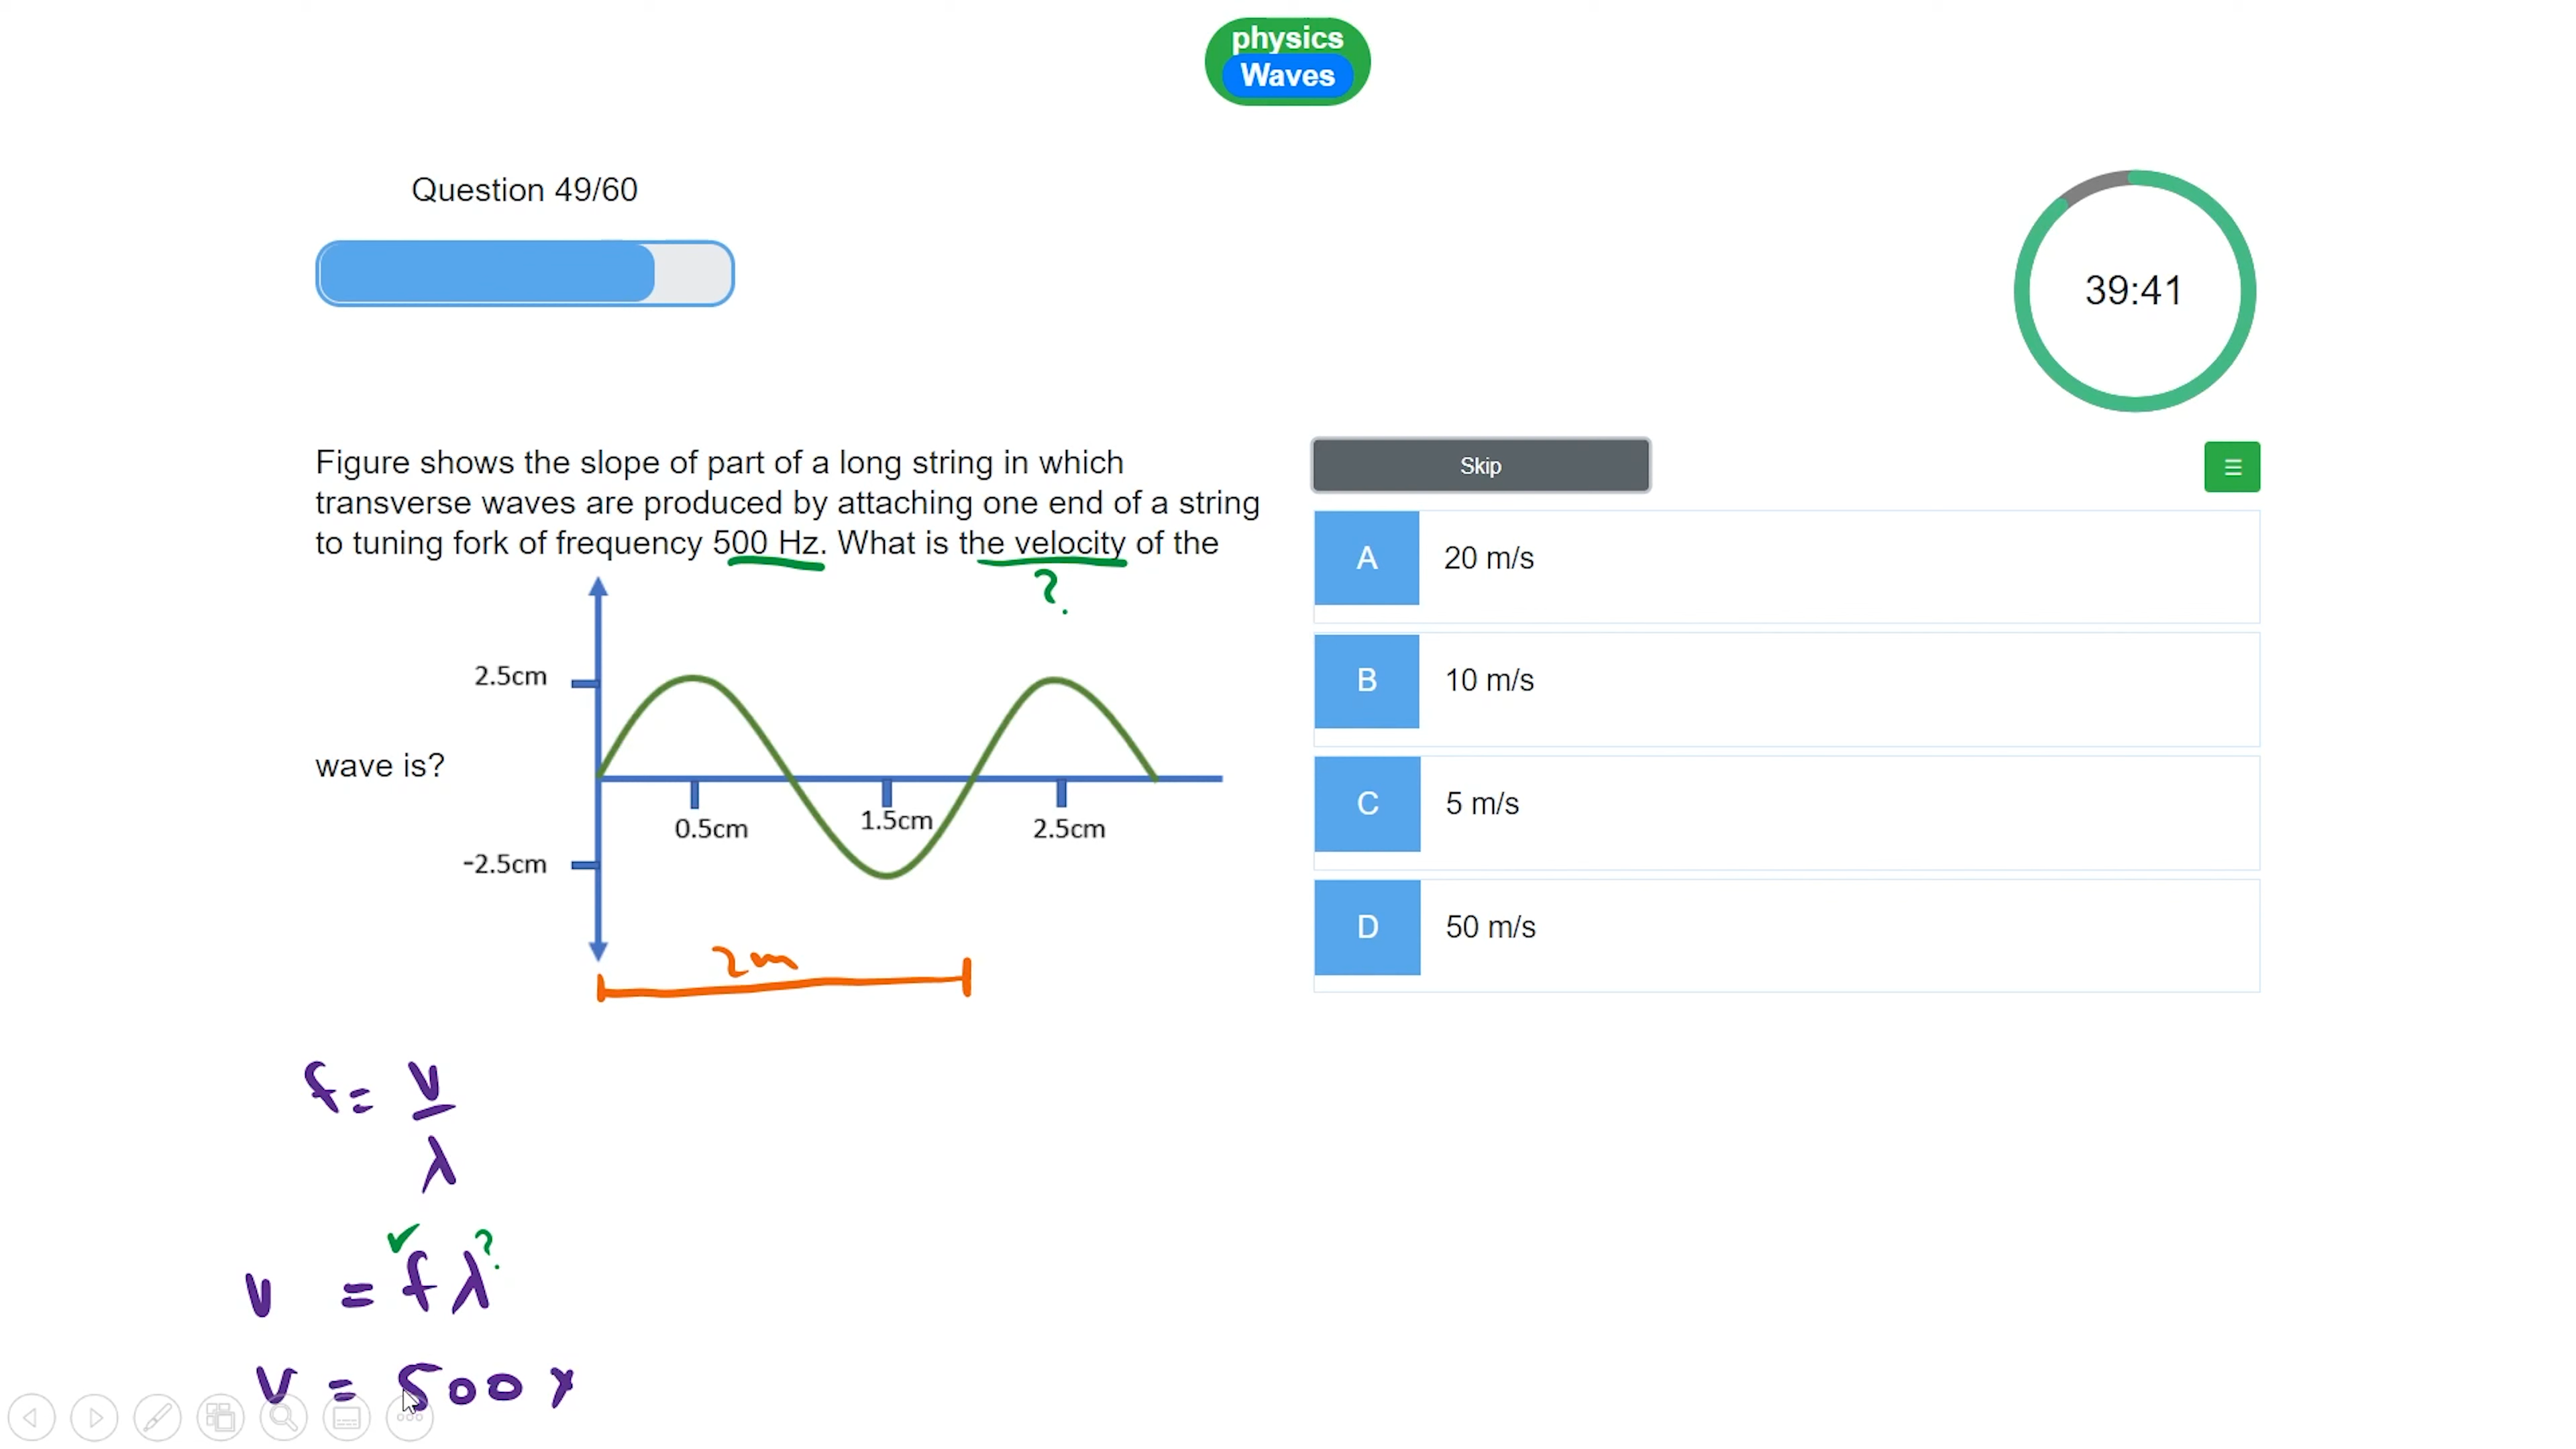 physics
Waves
Question 49/60
39:41
Figure shows the slope of part of a long string in which
transverse waves are produced by attaching one end of a string
to tuning fork of frequency 500 Hz. What is the velocity of the
?
2.5cm
wave is?
0.5cm
1.5cm
2.5cm
-2.5cm
2m
Skip
A 20 m/s
B 10 m/s
C 5 m/s
D 50 m/s
f = v
λ
✓ ?
v = f λ
v = 500 x